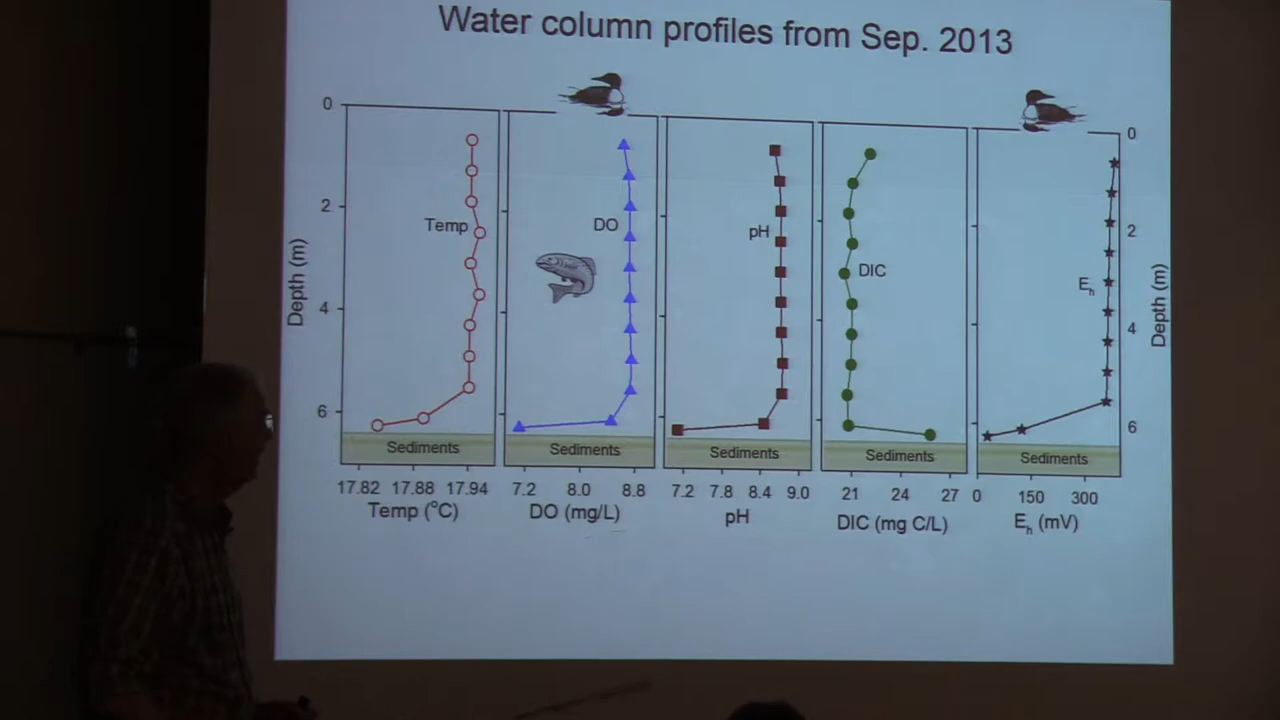 Water column profiles from Sep. 2013
0
2
4
6
Depth (m)
Temp
DO
pH
DIC
Eh
0
2
4
6
Depth (m)
Sediments
Sediments
Sediments
Sediments
Sediments
17.82 17.88 17.94
7.2 8.0 8.8
7.2 7.8 8.4 9.0
21 24 27
0 150 300
Temp (°C)
DO (mg/L)
pH
DIC (mg C/L)
Eh (mV)